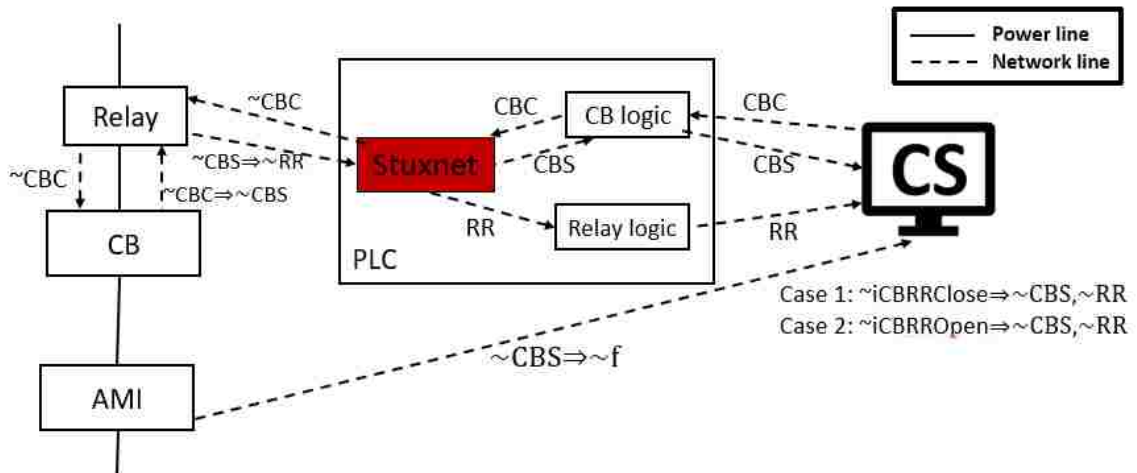 Power line
Network line
Relay
~CBC
~CBS⇒~RR
~CBC
~CBC⇒~CBS
CB
AMI
Stuxnet
CBC
CBS
CB logic
RR
Relay logic
PLC
CBC
CBS
RR
CS
Case 1: ~iCBRRClose⇒~CBS,~RR
Case 2: ~iCBRROpen⇒~CBS,~RR
~CBS⇒~f